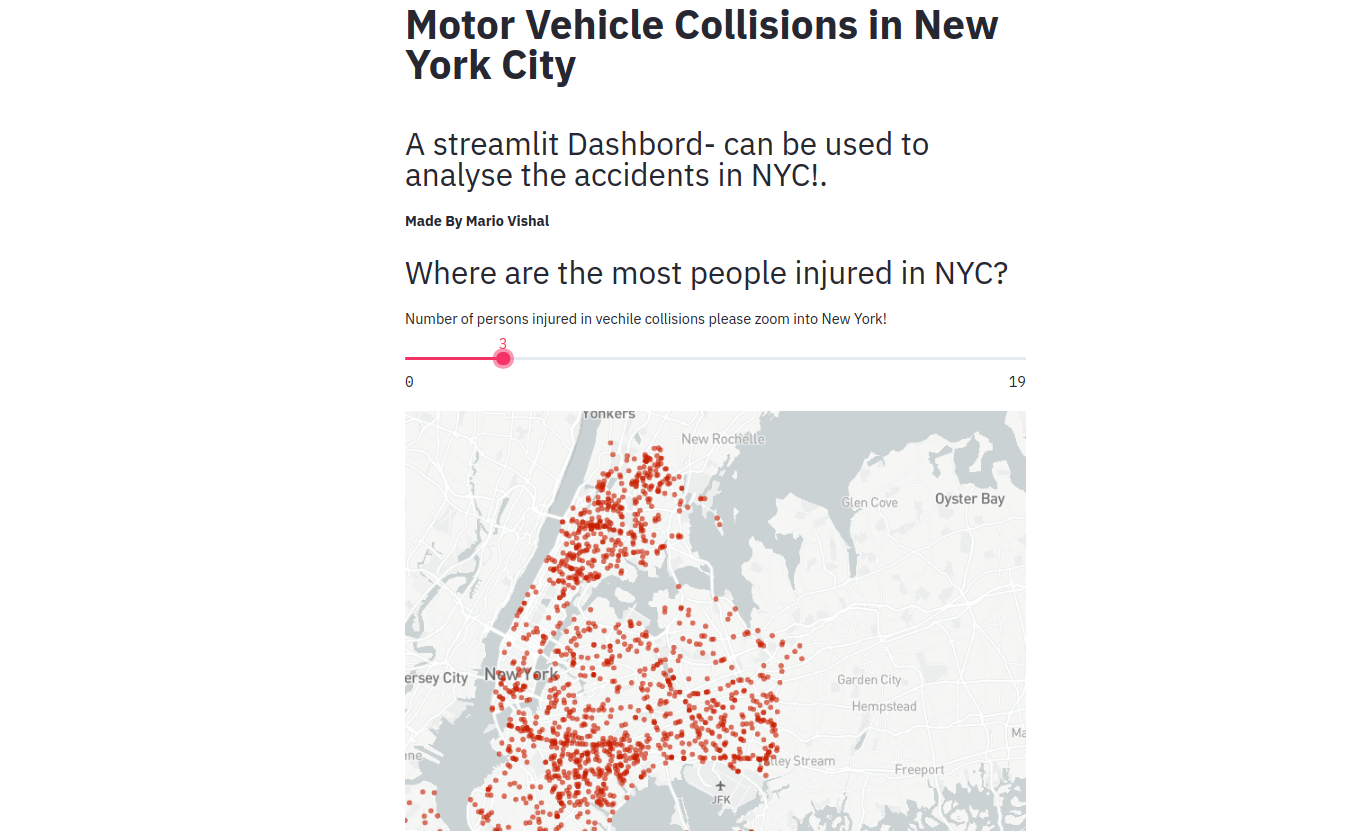 Motor Vehicle Collisions in New
York City
A streamlit Dashbord- can be used to
analyse the accidents in NYC!.
Made By Mario Vishal
Where are the most people injured in NYC?
Number of persons injured in vechile collisions please zoom into New York!
3
0 19
Yonkers
New Rochelle
Glen Cove
Oyster Bay
New York
ersey City
Garden City
Hempstead
Ma
nne
lley Stream
Freeport
JFK